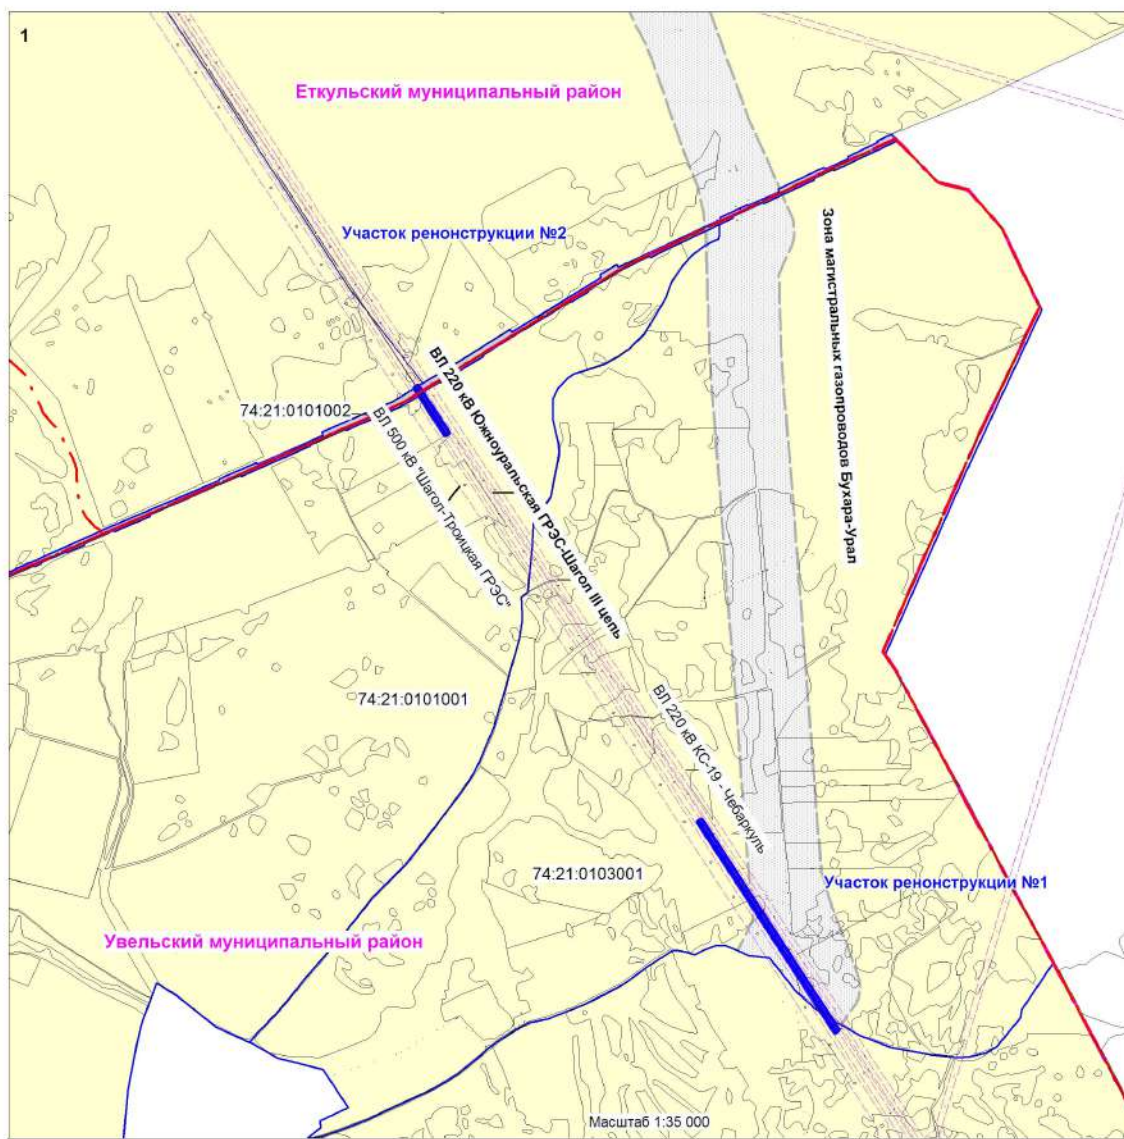 1
Еткульский муниципальный район
Участок ренонструкции №2
Зона магистральных газопроводов Бухара-Урал
ВЛ 220 кВ Южноуральская ГРЭС-Шагол III цепь
74:21:0101002
ВЛ 500 кВ "Шагол-Троицкая ГРЭС"
74:21:0101001
ВЛ 220 кВ КС-19 - Чебаркуль
74:21:0103001
Участок ренонструкции №1
Увельский муниципальный район
Масштаб 1:35 000